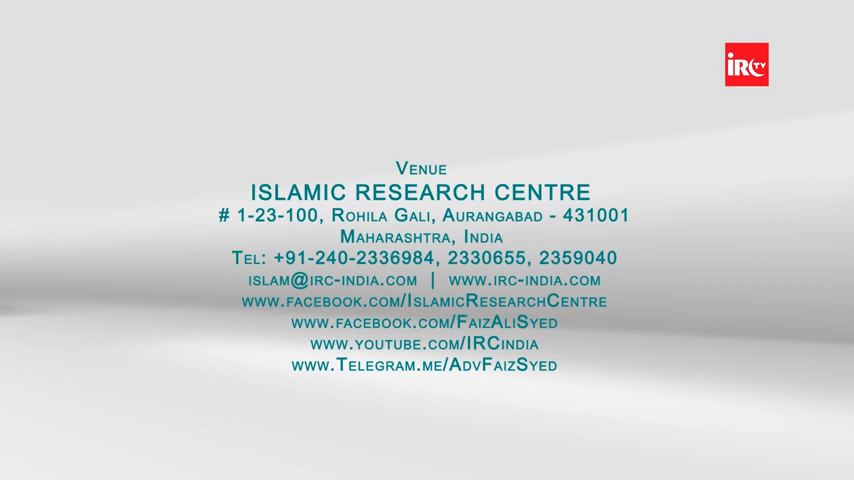 iRC TV
Venue
ISLAMIC RESEARCH CENTRE
# 1-23-100, Rohila Gali, Aurangabad - 431001
Maharashtra, India
Tel: +91-240-2336984, 2330655, 2359040
islam@irc-india.com | www.irc-india.com
www.facebook.com/IslamicResearchCentre
www.facebook.com/FaizAliSyed
www.youtube.com/IRCindia
www.Telegram.me/AdvFaizSyed